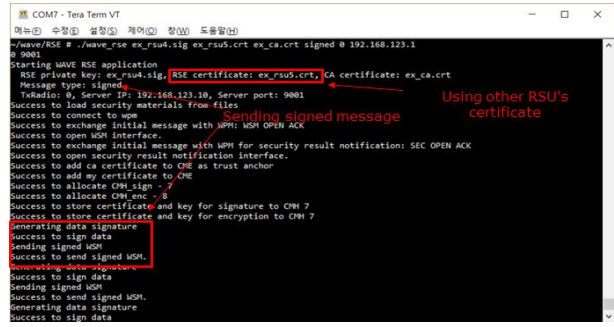 COM7 - Tera Term VT
메뉴(F) 수정(E) 설정(S) 제어(O) 창(W) 도움말(H)
~/wave/RSE # ./wave_rse ex_rsu4.sig ex_rsu5.crt ex_ca.crt signed 0 192.168.123.1
0 9001
Starting WAVE RSE application
RSE private key: ex_rsu4.sig, RSE certificate: ex_rsu5.crt, CA certificate: ex_ca.crt
Message type: signed
TxRadio: 0, Server IP: 192.168.123.10, Server port: 9001
Using other RSU's
certificate
Success to load security materials from files
Success to connect to wpm
Sending signed message
Success to exchange initial message with WPM: WSM OPEN ACK
Success to open WSM interface.
Success to exchange initial message with WPM for security result notification: SEC OPEN ACK
Success to open security result notification interface.
Success to add ca certificate to CME as trust anchor
Success to add my certificate to CME
Success to allocate CMH_sign - 7
Success to allocate CMH_enc - 8
Success to store certificate and key for signature to CMH 7
Success to store certificate and key for encryption to CMH 7
Generating data signature
Success to sign data
Sending signed WSM
Success to send signed WSM.
Generating data signature
Success to sign data
Sending signed WSM
Success to send signed WSM.
Generating data signature
Success to sign data